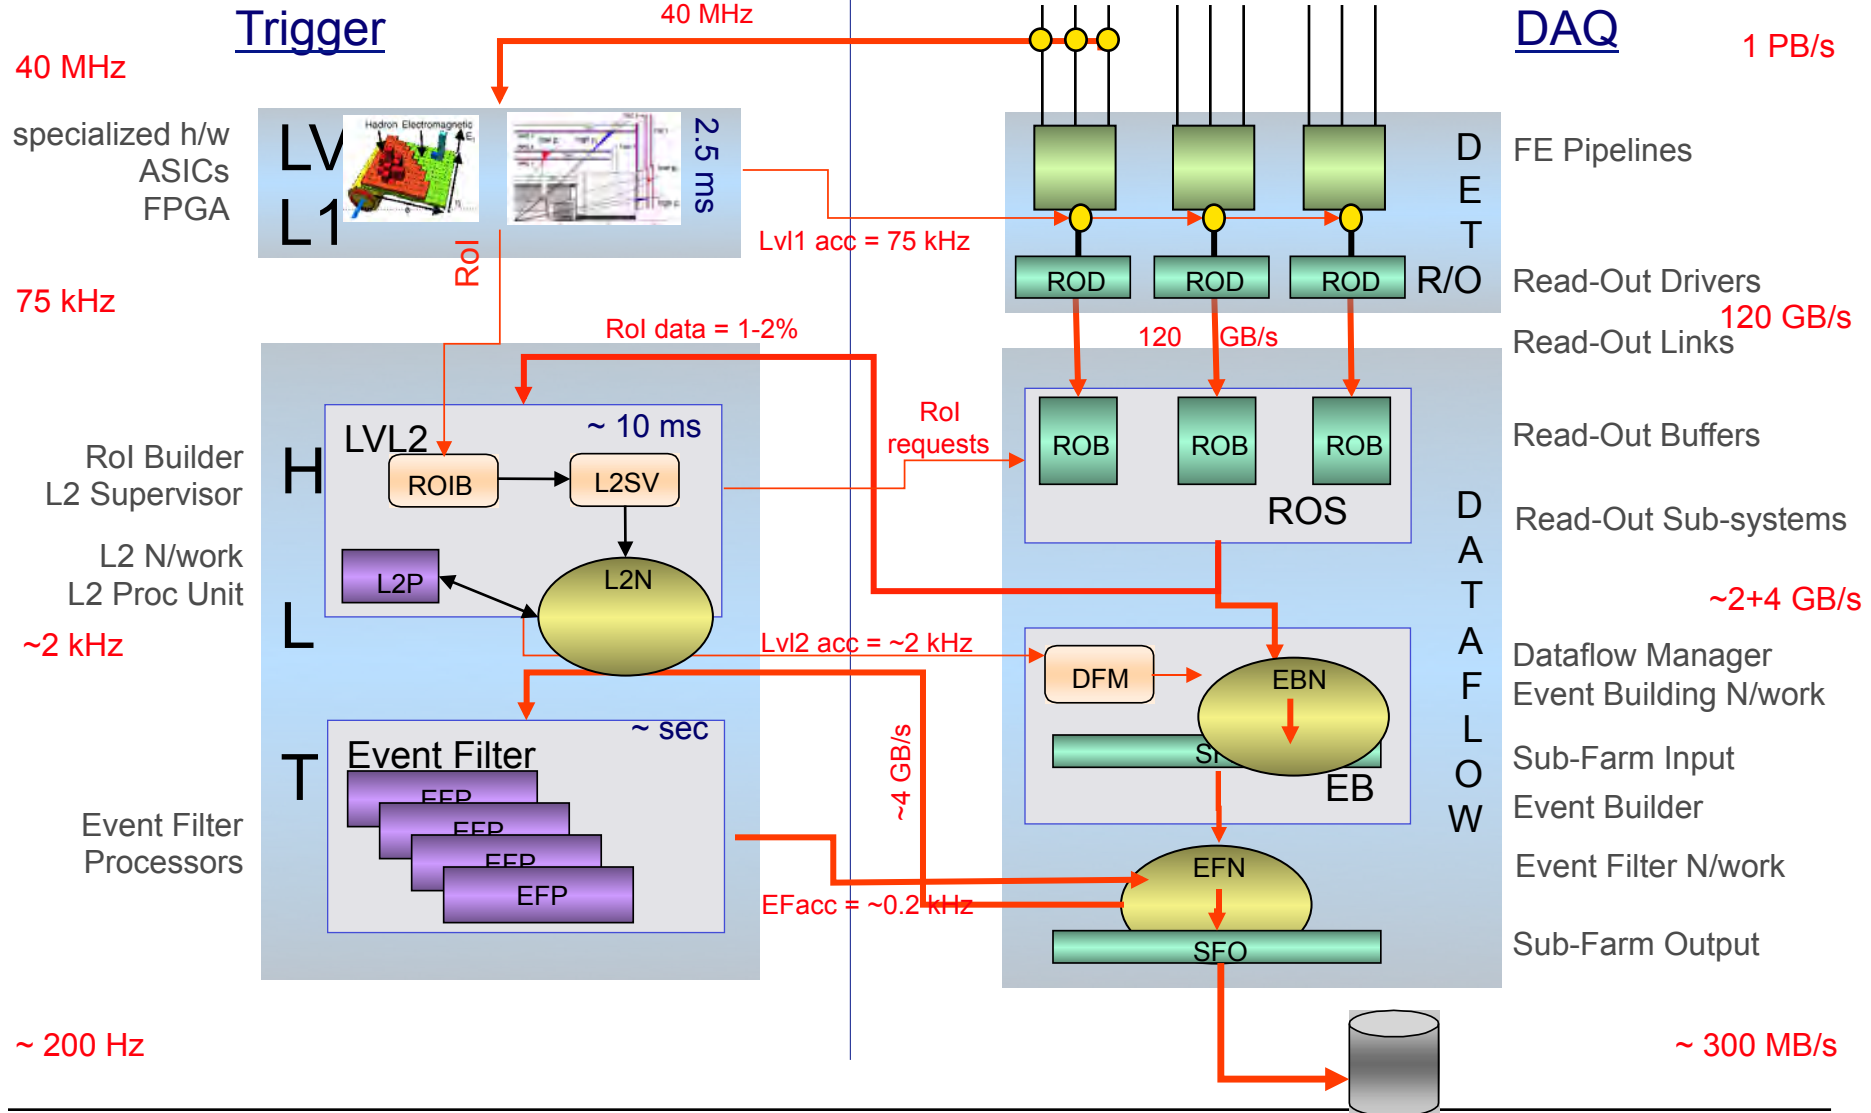 Trigger
40 MHz
DAQ
1 PB/s
40 MHz
specialized h/w
ASICs
FPGA
LV
L1
Hadron Electromagnetic
2.5 ms
RoI
Lvl1 acc = 75 kHz
D
E
T
R/O
FE Pipelines
ROD
ROD
ROD
Read-Out Drivers
75 kHz
120 GB/s
RoI data = 1-2%
120 GB/s
Read-Out Links
H
L
T
LVL2
~ 10 ms
RoI
requests
ROB
ROB
ROB
Read-Out Buffers
RoI Builder
L2 Supervisor
ROIB
L2SV
ROS
Read-Out Sub-systems
D
A
T
A
F
L
O
W
L2 N/work
L2 Proc Unit
L2P
L2N
~2+4 GB/s
~2 kHz
Lvl2 acc = ~2 kHz
DFM
EBN
Dataflow Manager
Event Building N/work
~ sec
Event Filter
~4 GB/s
EB
Sub-Farm Input
Event Builder
EFP
EFP
EFP
EFP
Event Filter
Processors
EFN
Event Filter N/work
EFacc = ~0.2 kHz
SFO
Sub-Farm Output
~ 200 Hz
~ 300 MB/s